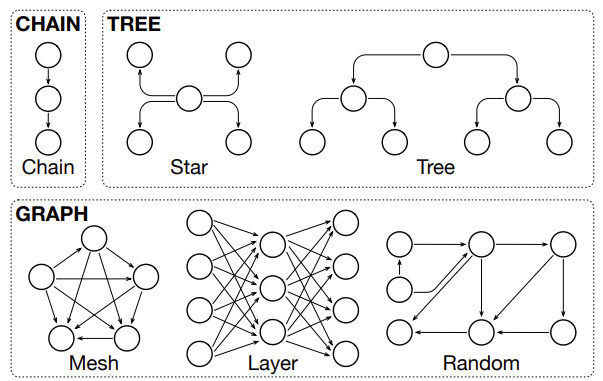 CHAIN
Chain
TREE
Star
Tree
GRAPH
Mesh
Layer
Random